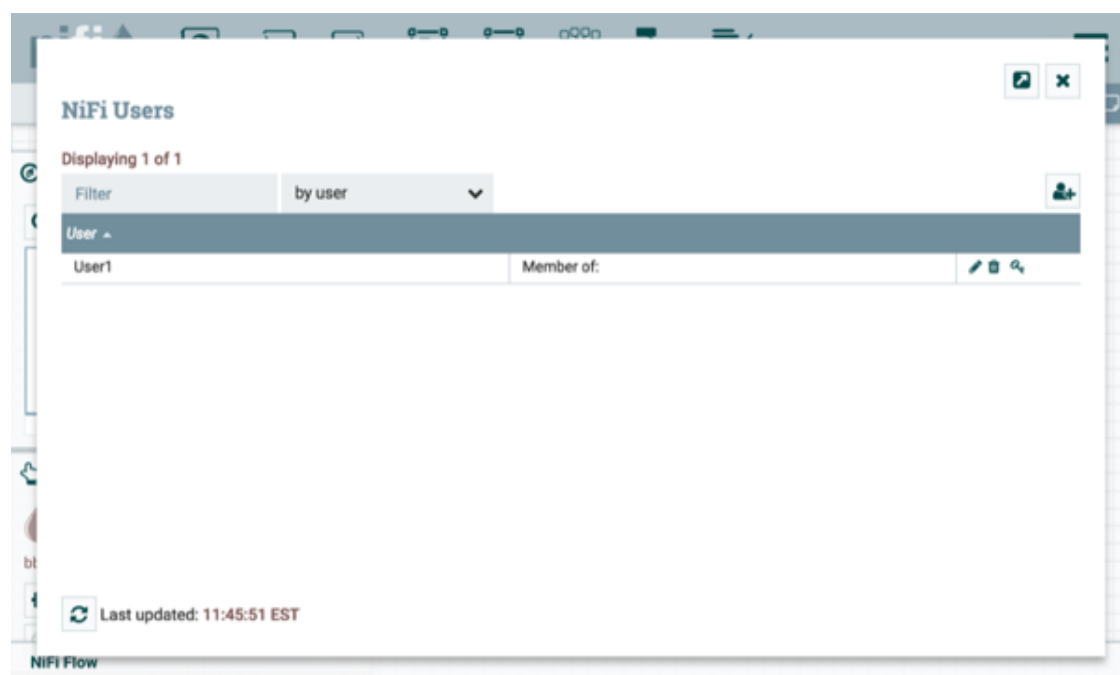 NiFi Users
Displaying 1 of 1
Filter by user
User
User1 Member of:
Last updated: 11:45:51 EST
NiFi Flow